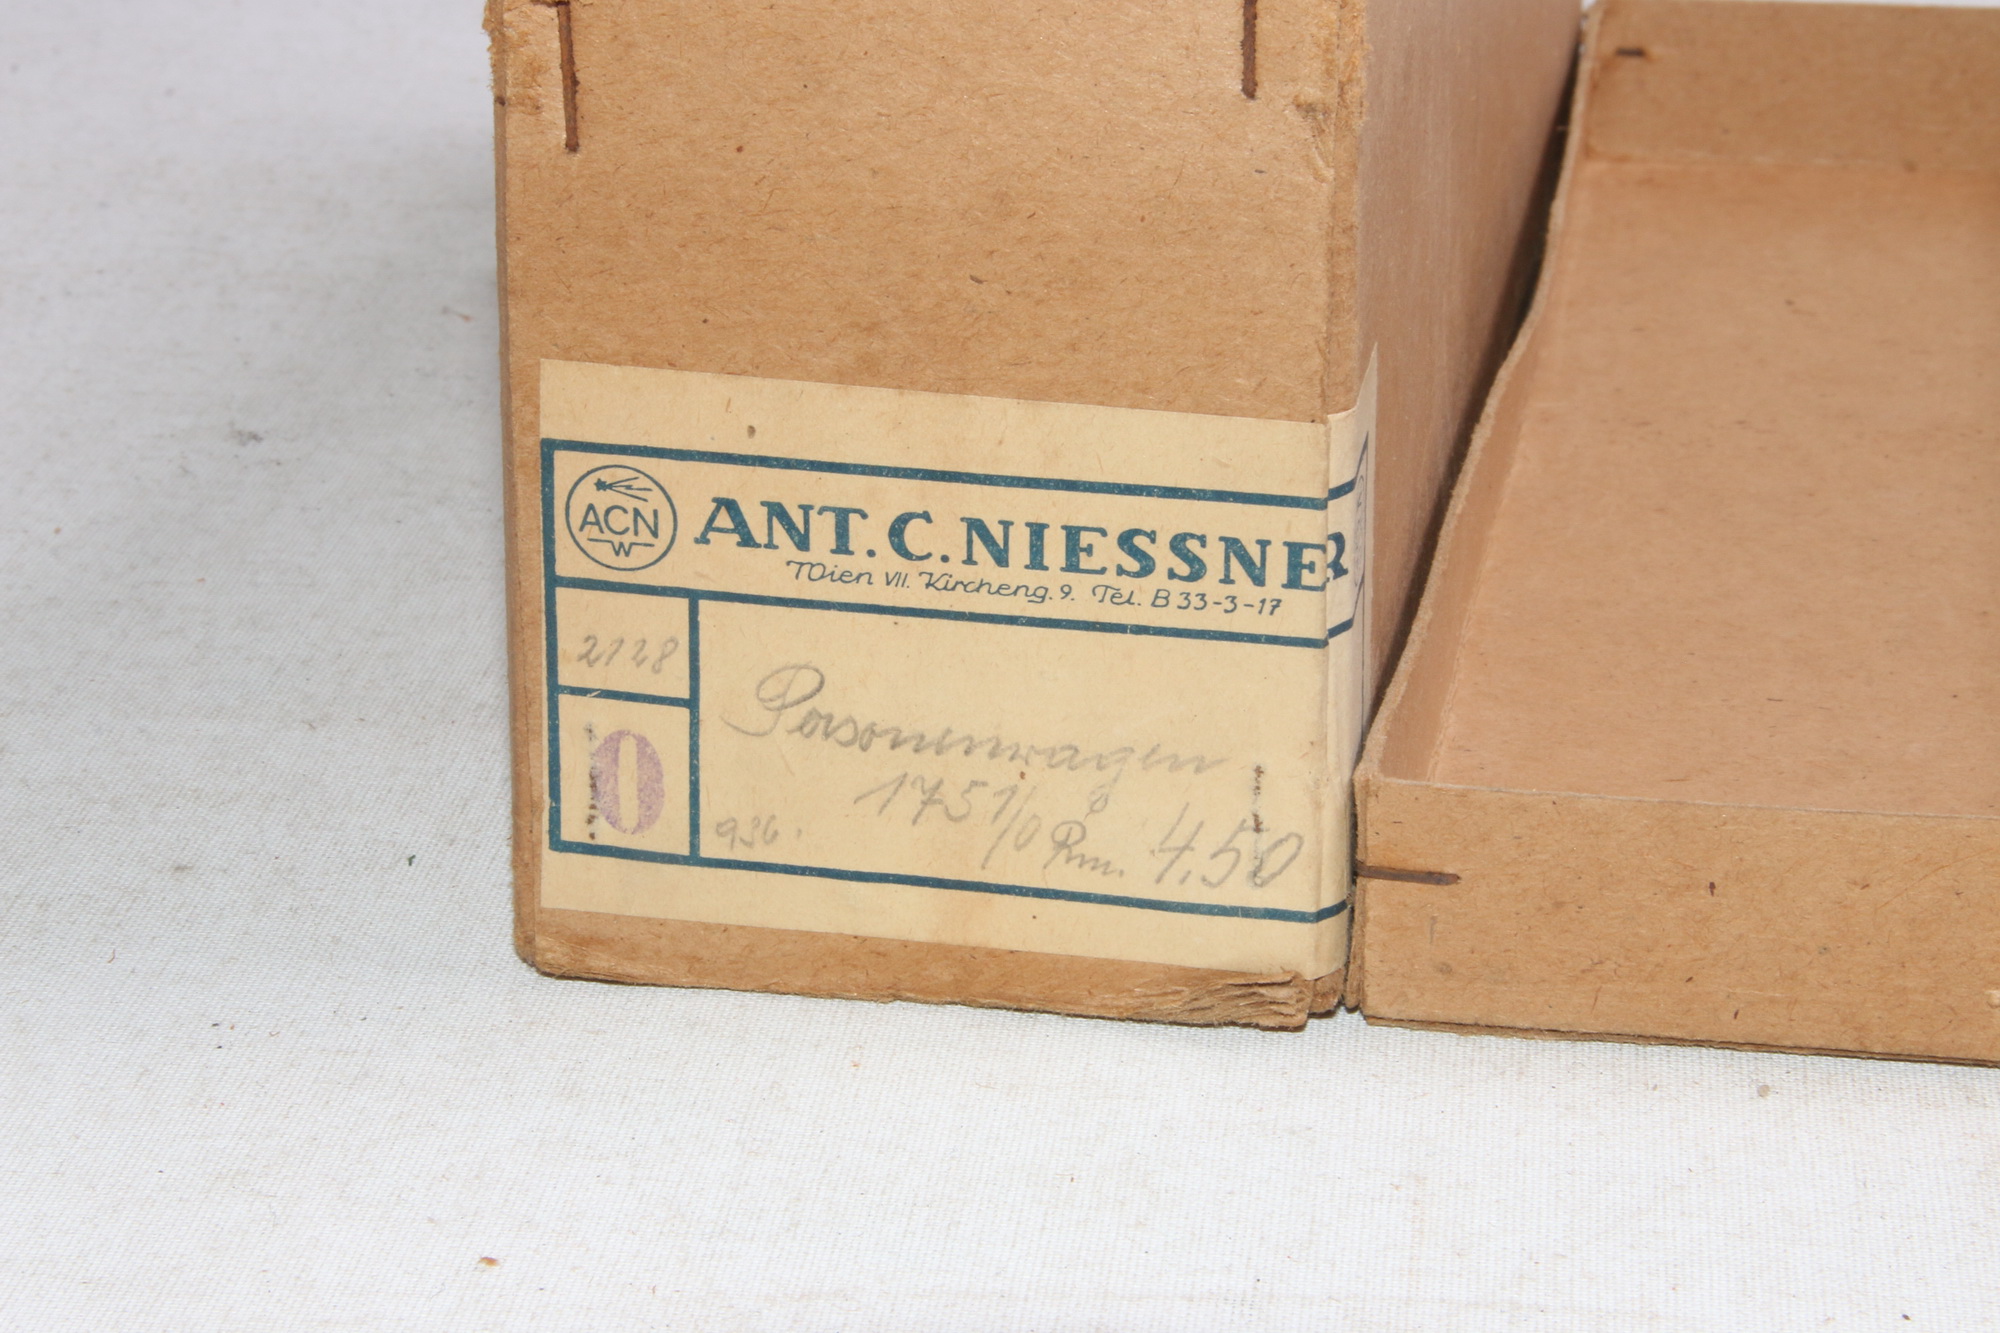 ACN
W
ANT. C. NIESSNER
Wien VII. Kircheng. 9. Tel. B 33-3-17
2128
0
Personenwagen
1751/0 Rm. 4,50
936.